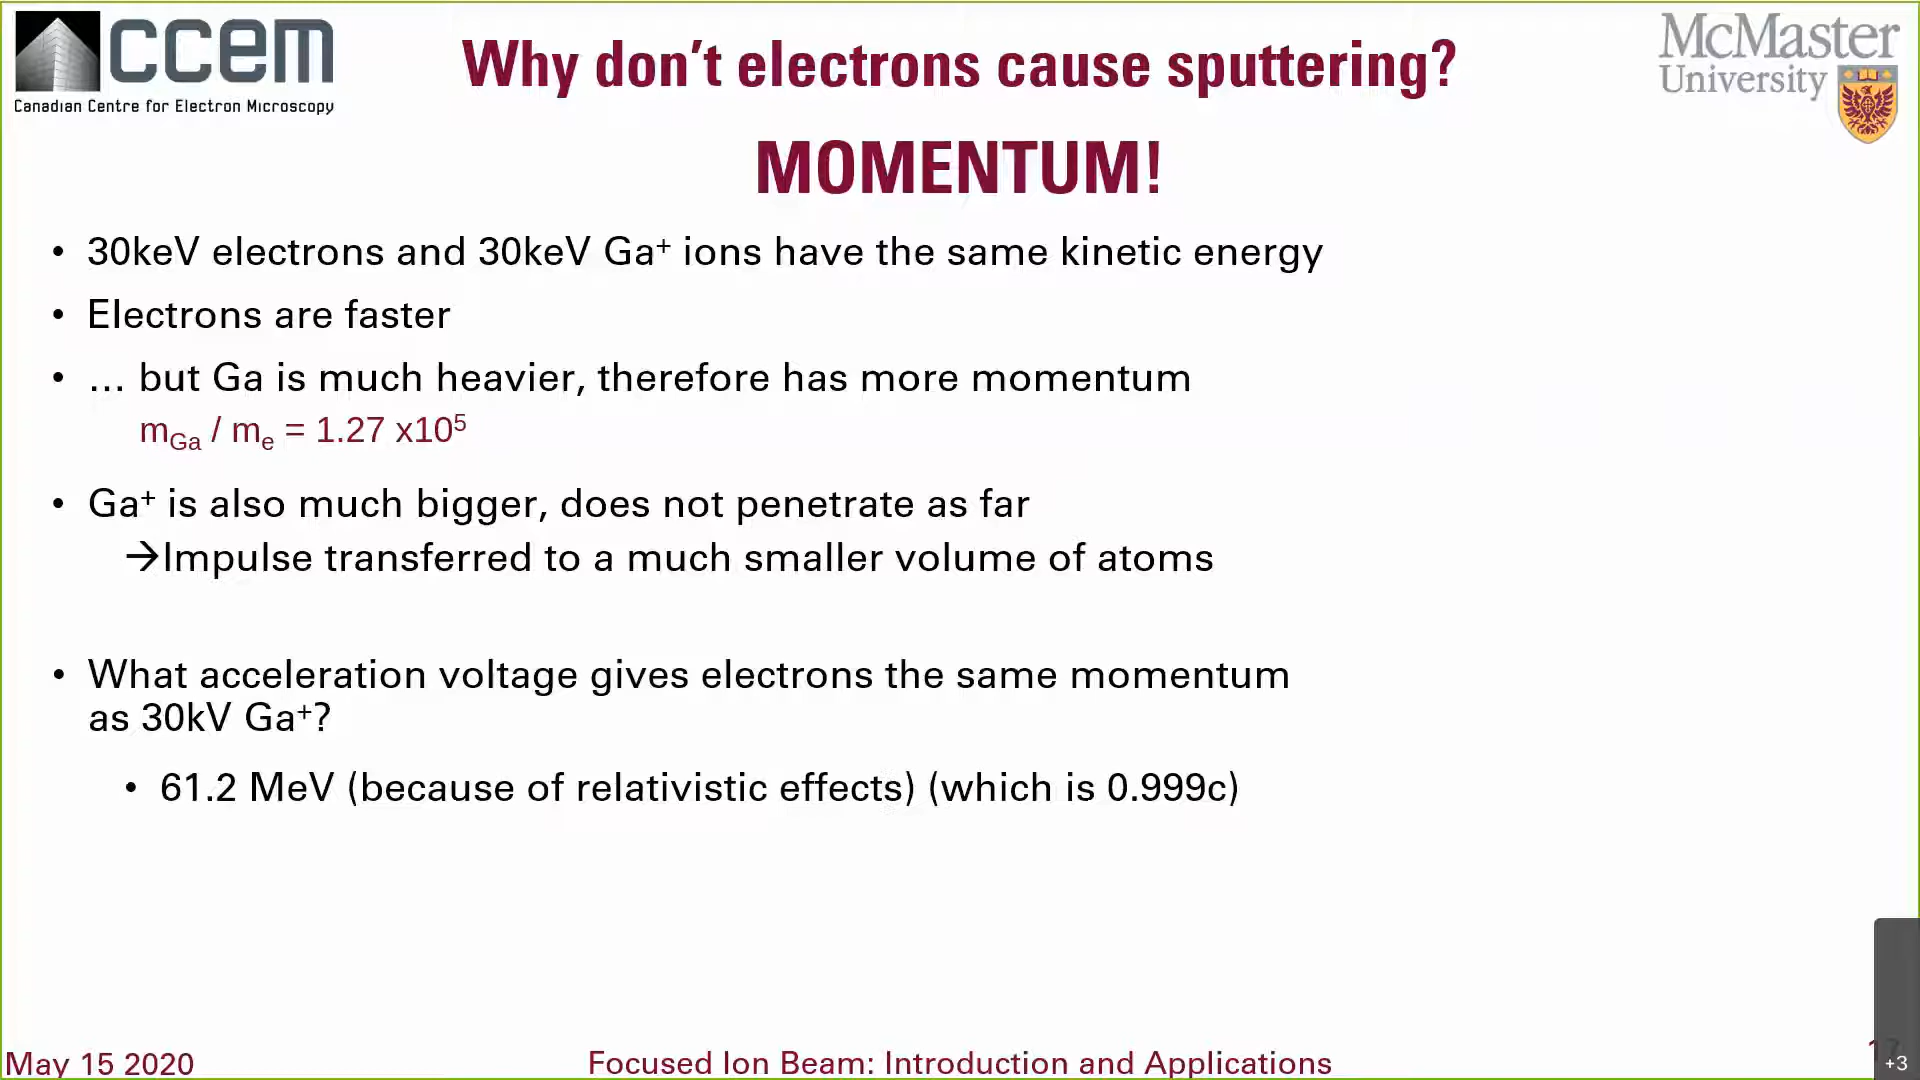 ccem
Canadian Centre for Electron Microscopy
Why don’t electrons cause sputtering?
McMaster
University
MOMENTUM!
• 30keV electrons and 30keV Ga⁺ ions have the same kinetic energy
• Electrons are faster
• … but Ga is much heavier, therefore has more momentum
m_Ga / m_e = 1.27 x10⁵
• Ga⁺ is also much bigger, does not penetrate as far
→Impulse transferred to a much smaller volume of atoms
• What acceleration voltage gives electrons the same momentum
as 30kV Ga⁺?
• 61.2 MeV (because of relativistic effects) (which is 0.999c)
May 15 2020
Focused Ion Beam: Introduction and Applications
17
+3